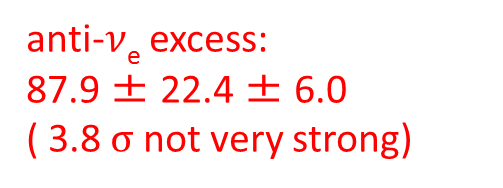 anti-νe excess:
87.9 ± 22.4 ± 6.0
( 3.8 σ not very strong)